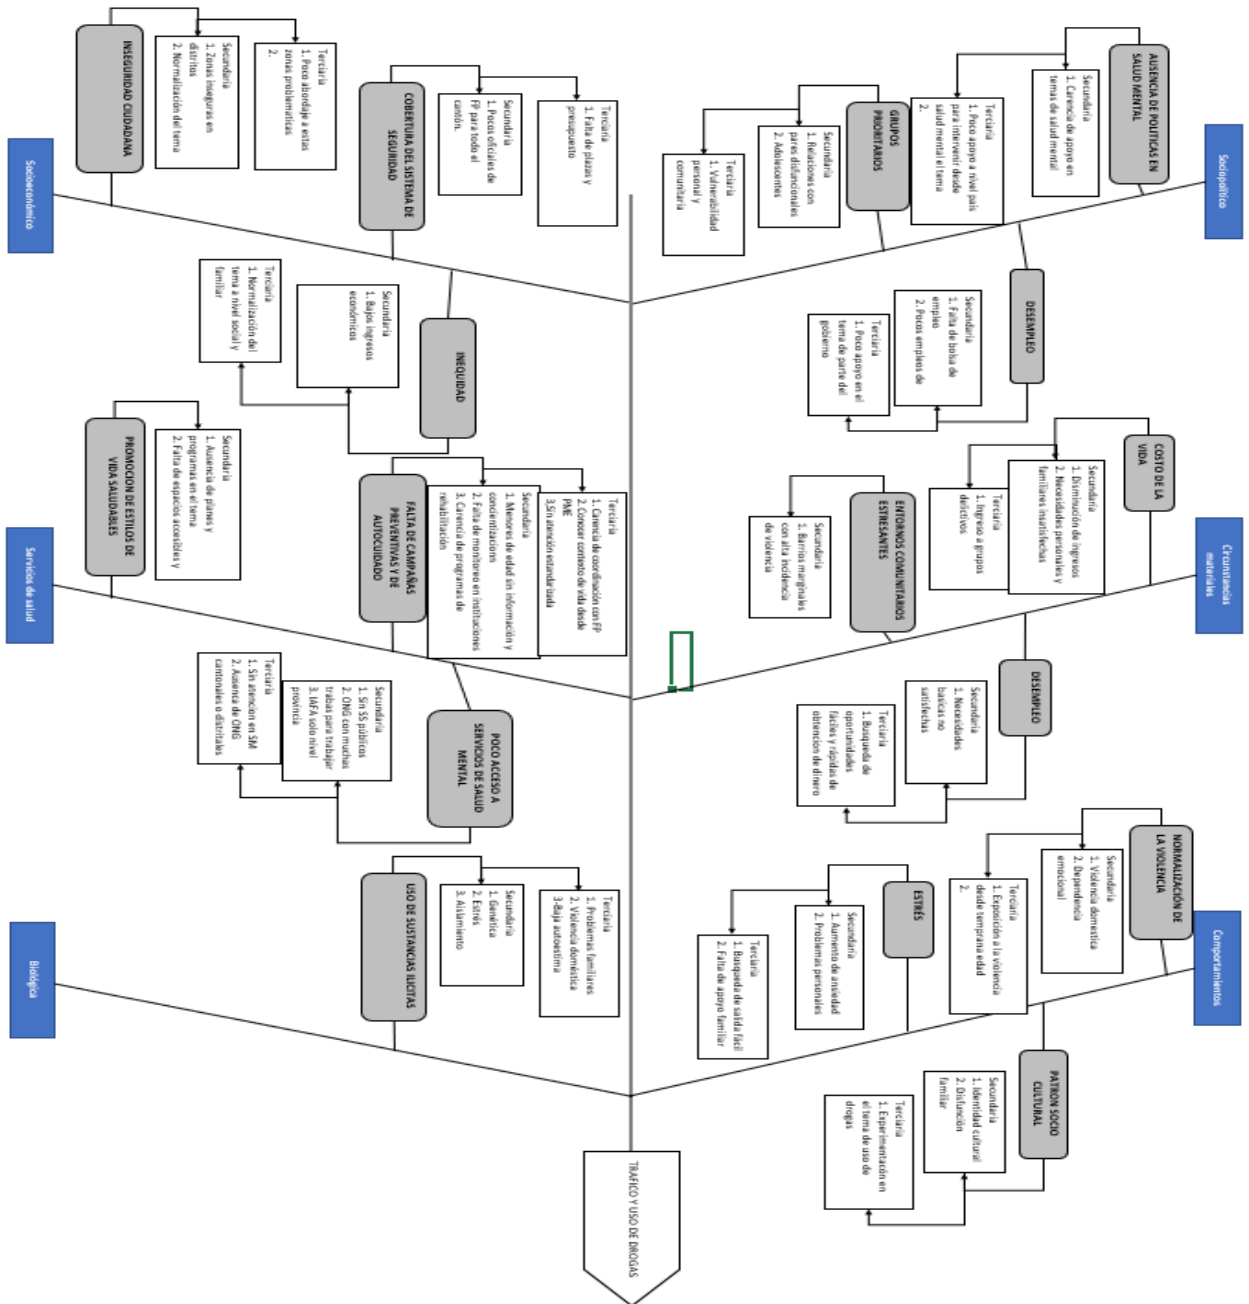 Sociopolítico
Circunstancias
materiales
Comportamientos
AUSENCIA DE POLITICAS EN
SALUD MENTAL
Secundaria
1. Carencia de apoyo en
temas de salud mental
Terciaria
1. Poco apoyo a nivel país
para intervenir desde
salud mental el tema
2.
GRUPOS
PRIORITARIOS
Secundaria
1. Relaciones con
pares disfuncionales
2. Adolescentes
Terciaria
1. Vulnerabilidad
personal y
comunitaria
DESEMPLEO
Secundaria
1. Falta de bolsa de
empleo
2. Pocos empleos de
Terciaria
1. Poco apoyo en el
tema de parte del
gobierno
COSTO DE LA
VIDA
Secundaria
1. Disminución de ingresos
2. Necesidades personales y
familiares insatisfechas
Terciaria
1. Ingreso a grupos
delictivos
ENTORNOS COMUNITARIOS
ESTRESANTES
Secundaria
1. Barrios marginales
con alta incidencia
de violencia
DESEMPLEO
Secundaria
1. Necesidades
basicas no
satisfechas
Terciaria
1. Busqueda de
oportunidades
fáciles y rápidas de
obtencion de dinero
NORMALIZACIÓN DE
LA VIOLENCIA
Secundaria
1. Violencia domestica
2. Dependencia
emocional
Terciaria
1. Exposición a la violencia
desde temprana edad
2.
ESTRÉS
Secundaria
1. Aumento de ansiedad
2. Problemas personales
Terciaria
1. Busqueda de salida fácil
2. Falta de apoyo familiar
PATRON SOCIO
CULTURAL
Secundaria
1. Identidad cultural
2. Disfunción
familiar
Terciaria
1. Experimentacón en
el tema de uso de
drogas
TRAFICO Y USO DE DROGAS
Terciaria
1. Falta de plazas y
presupuesto
Secundaria
1. Pocos oficiales de
FP para todo el
cantón.
COBERTURA DEL SISTEMA DE
SEGURIDAD
Terciaria
1. Poco abordaje a estas
zonas problematicas
2.
Secundaria
1. Zonas inseguras en
distritos
2. Normalización del tema
INSEGURIDAD CIUDADANA
INEQUIDAD
Secundaria
1. Bajos ingresos
económicos
Terciaria
1. Normalización del
tema a nivel social y
familiar
Terciaria
1. Carencia de coordinación con FP
2. Conocer contexto de vida desde
PME
3.Sin atención estandarizada
Secundaria
1. Menores de edad sin información y
concientizacionn
2. Falta de monitoreo en instituciones
3. Carencia de programas de
rehabilitación
FALTA DE CAMPAÑAS
PREVENTIVAS Y DE
AUTOCUIDADO
Secundaria
1. Ausencia de planes y
programas en el tema
2. Falta de espacios accesibles y
PROMOCION DE ESTILOS DE
VIDA SALUDABLES
POCO ACCESO A
SERVICIOS DE SALUD
MENTAL
Secundaria
1. Sin SS públicos
2. ONG con muchas
trabas para trabajar
3. IAFA solo nivel
provincia
Terciaria
1. Sin atencion en SM
2. Ausenca de ONG
cantonales o distritales
Terciaria
1. Problemas familiares
2. Violencia doméstica
3-Baja autoestima
Secundaria
1. Genética
2. Estrés
3. Aislamiento
USO DE SUSTANCIAS ILICITAS
Socioeconómico
Servicios de salud
Biológica